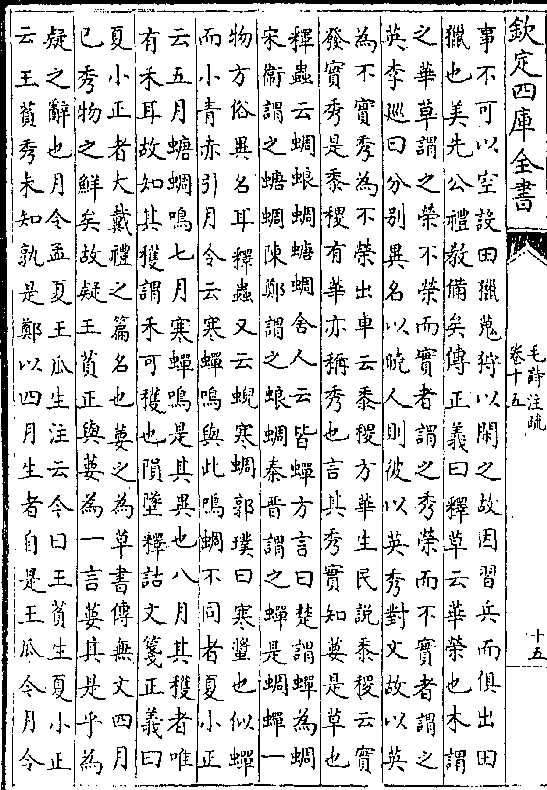 欽定四庫全書
毛詩注疏
卷十五
十五
事不可以空設田獵蒐狩以閑之故因習兵而俱出田
獵也美先公禮教備矣傳正義曰釋草云華榮也木謂
之華草謂之榮不榮而實者謂之秀榮而不實者謂之
英李廵曰分别異名以曉人則彼以英秀對文故以英
為不實秀為不榮出車云黍稷方華生民説黍稷云實
發實秀是黍稷有華亦稱秀也言其秀實知葽是草也
釋蟲云蜩蜋蜩螗蜩舍人云皆蟬方言曰楚謂蟬為蜩
宋衞謂之螗蜩陳鄭謂之蜋蜩秦晉謂之蟬是蜩蟬一
物方俗異名耳釋蟲又云蜺寒蜩郭璞曰寒螿也似蟬
而小青亦引月令云寒蟬鳴與此鳴蜩不同者夏小正
云五月螗蜩鳴七月寒蟬鳴是其異也八月其穫者唯
有禾耳故知其穫謂禾可穫也隕墜釋詁文箋正義曰
夏小正者大戴禮之篇名也葽之為草書傳無文四月
已秀物之鮮矣故疑王萯正與葽為一言葽其是乎為
疑之辭也月令孟夏王瓜生注云今曰王萯生夏小正
云王萯秀未知孰是鄭以四月生者自是王瓜今月令